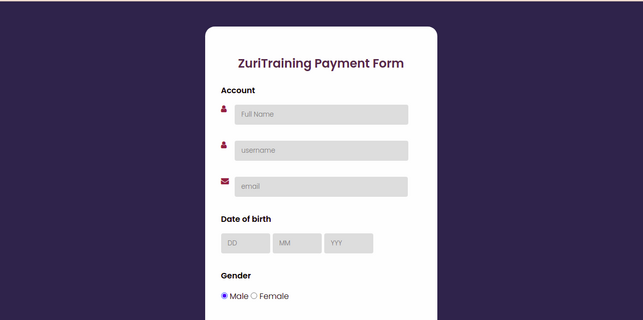 ZuriTraining Payment Form
Account
Full Name
username
email
Date of birth
DD MM YYY
Gender
Male Female